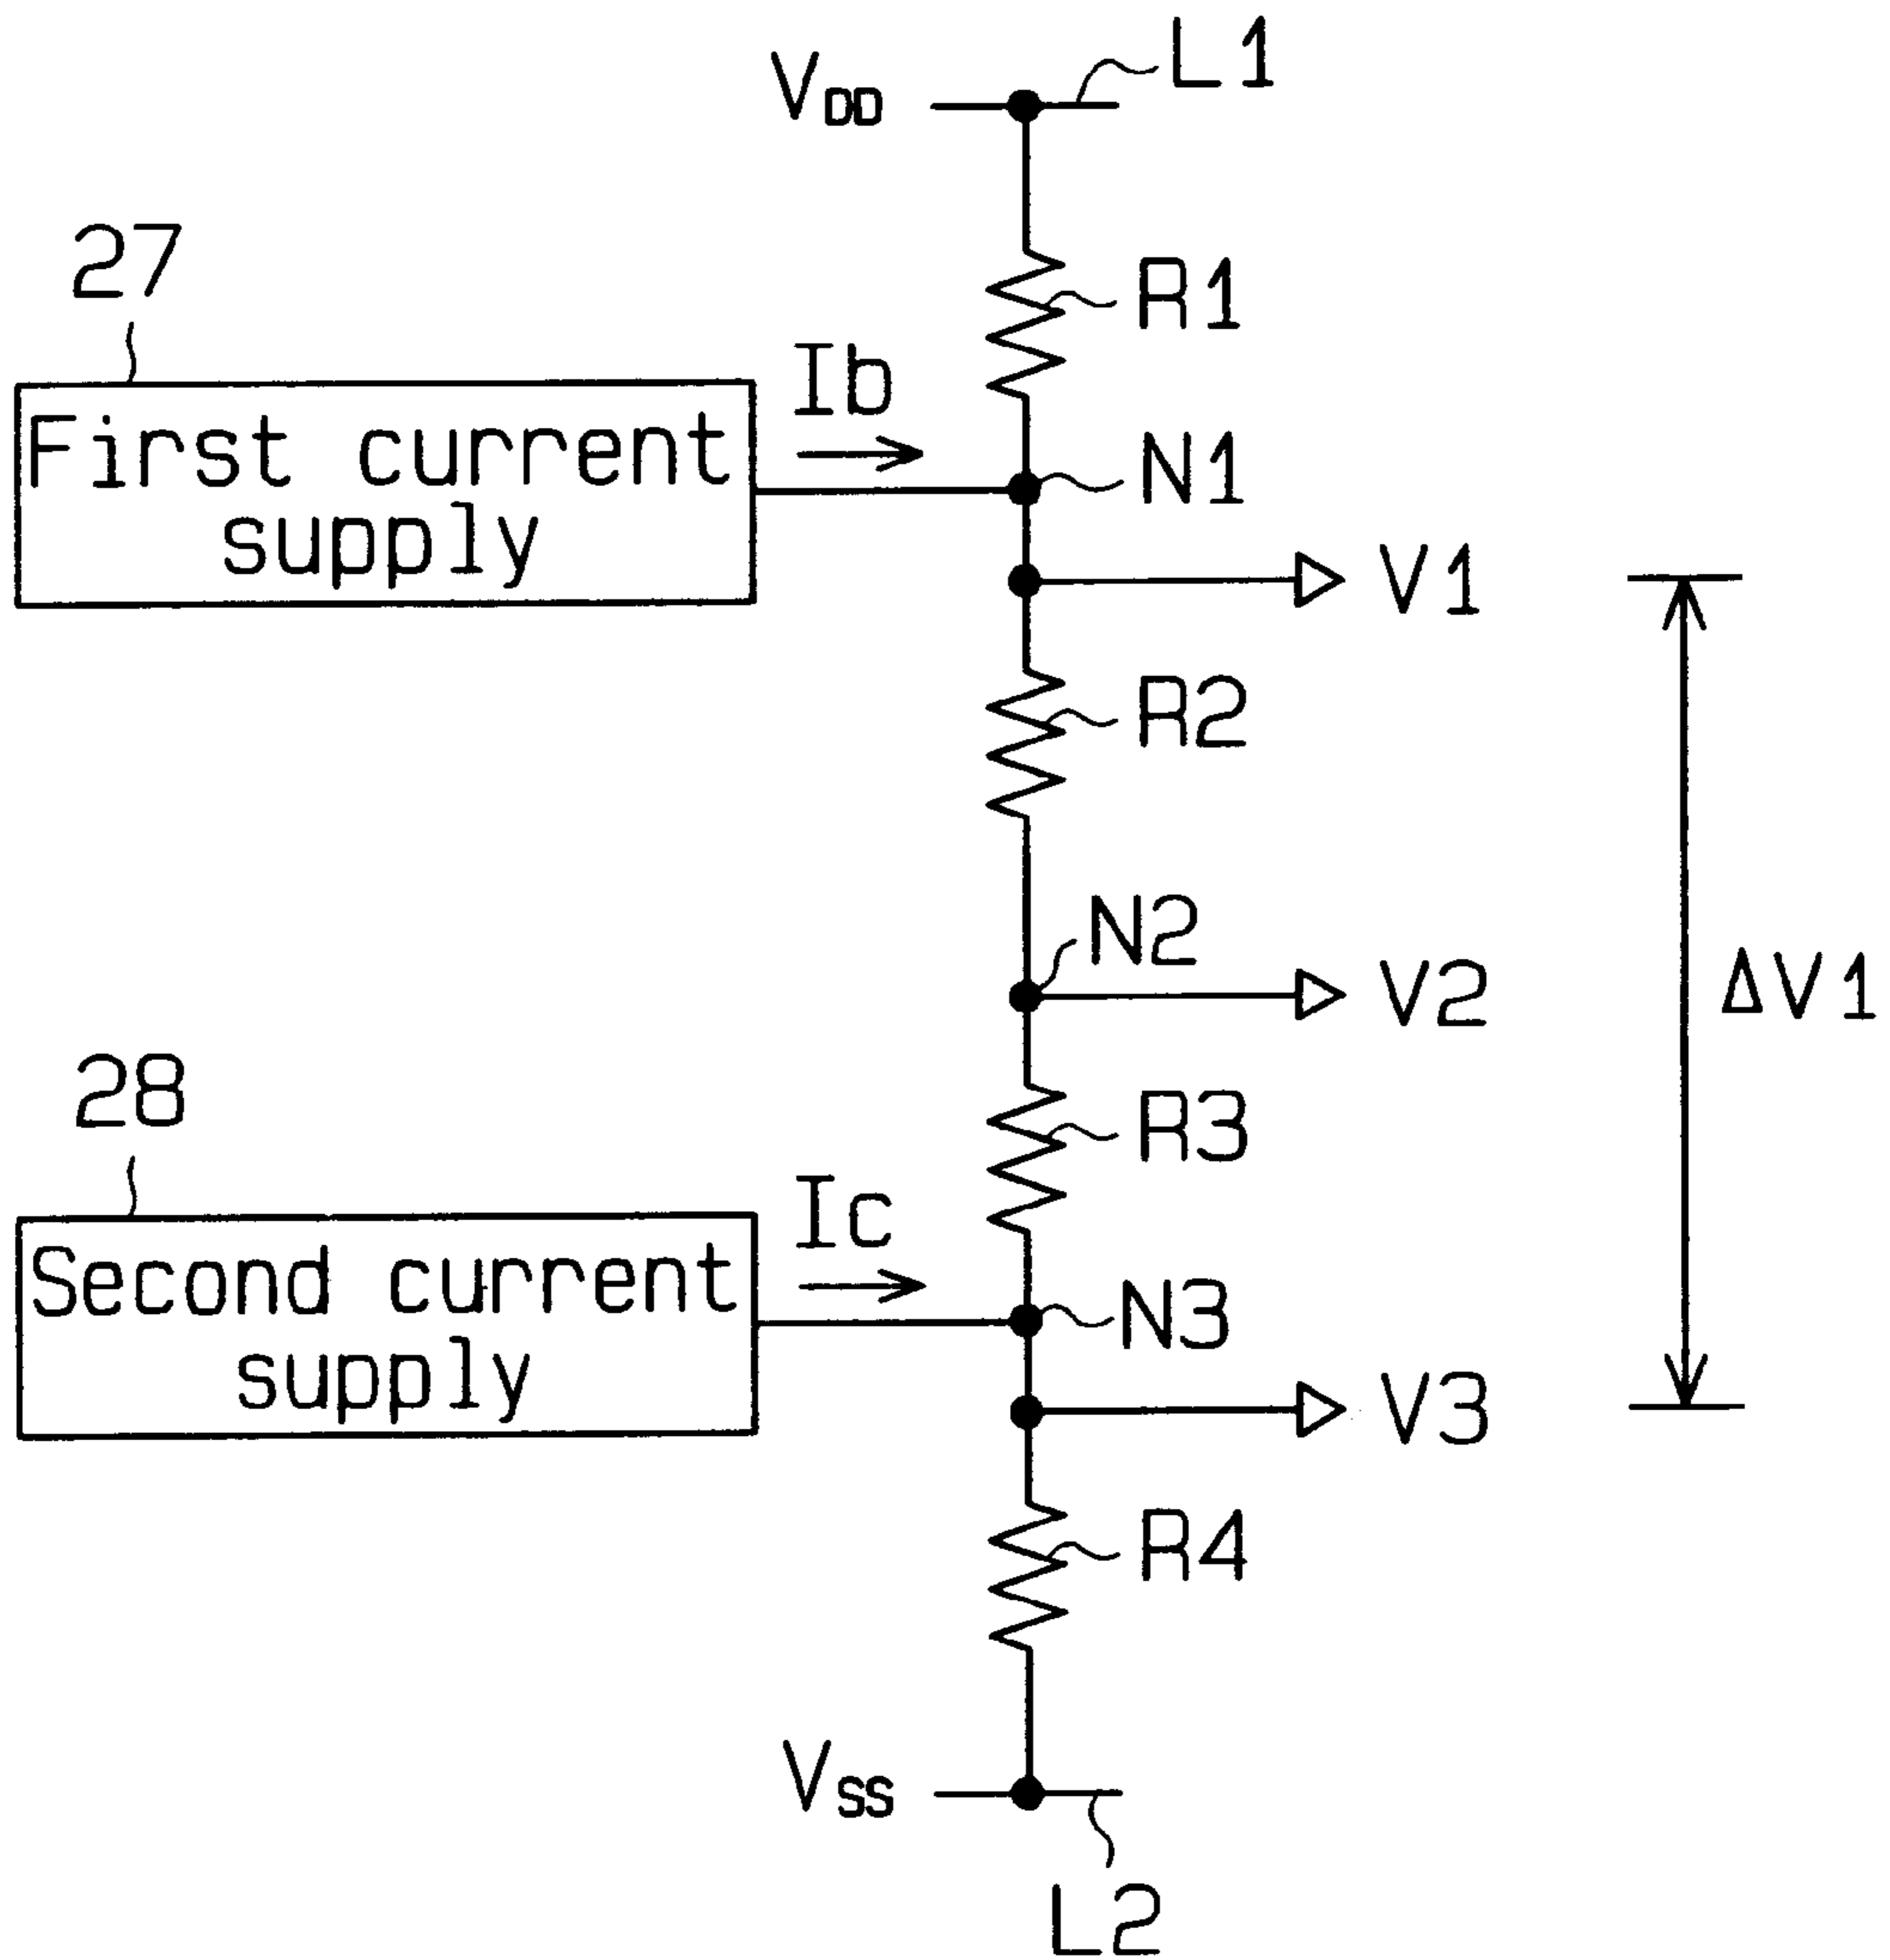 L1
VDD
27
R1
Ib
First current
supply
N1
V1
R2
N2
V2
ΔV1
28
R3
Ic
Second current
supply
N3
V3
R4
VSS
L2